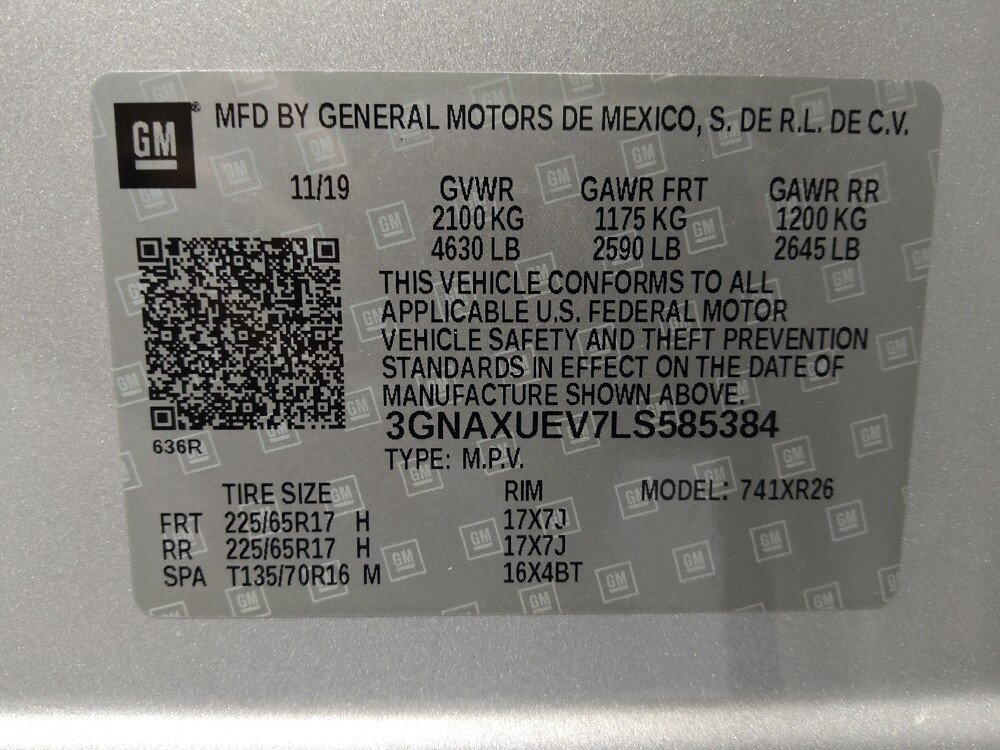 GM® MFD BY GENERAL MOTORS DE MEXICO, S. DE R.L. DE C.V.
11/19 GVWR GAWR FRT GAWR RR
2100 KG 1175 KG 1200 KG
4630 LB 2590 LB 2645 LB
THIS VEHICLE CONFORMS TO ALL
APPLICABLE U.S. FEDERAL MOTOR
VEHICLE SAFETY AND THEFT PREVENTION
STANDARDS IN EFFECT ON THE DATE OF
MANUFACTURE SHOWN ABOVE.
3GNAXUEV7LS585384
636R
TYPE: M.P.V.
TIRE SIZE RIM MODEL: 741XR26
FRT 225/65R17 H 17X7J
RR 225/65R17 H 17X7J
SPA T135/70R16 M 16X4BT